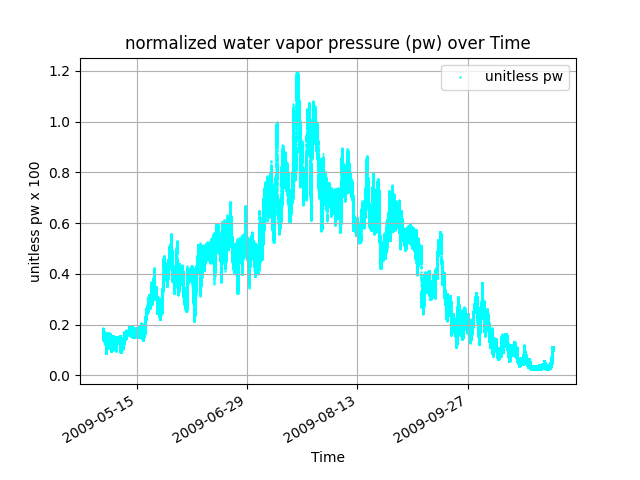 normalized water vapor pressure (pw) over Time
unitless pw
1.2
1.0
0.8
0.6
0.4
0.2
0.0
unitless pw x 100
2009-05-15
2009-06-29
2009-08-13
2009-09-27
Time